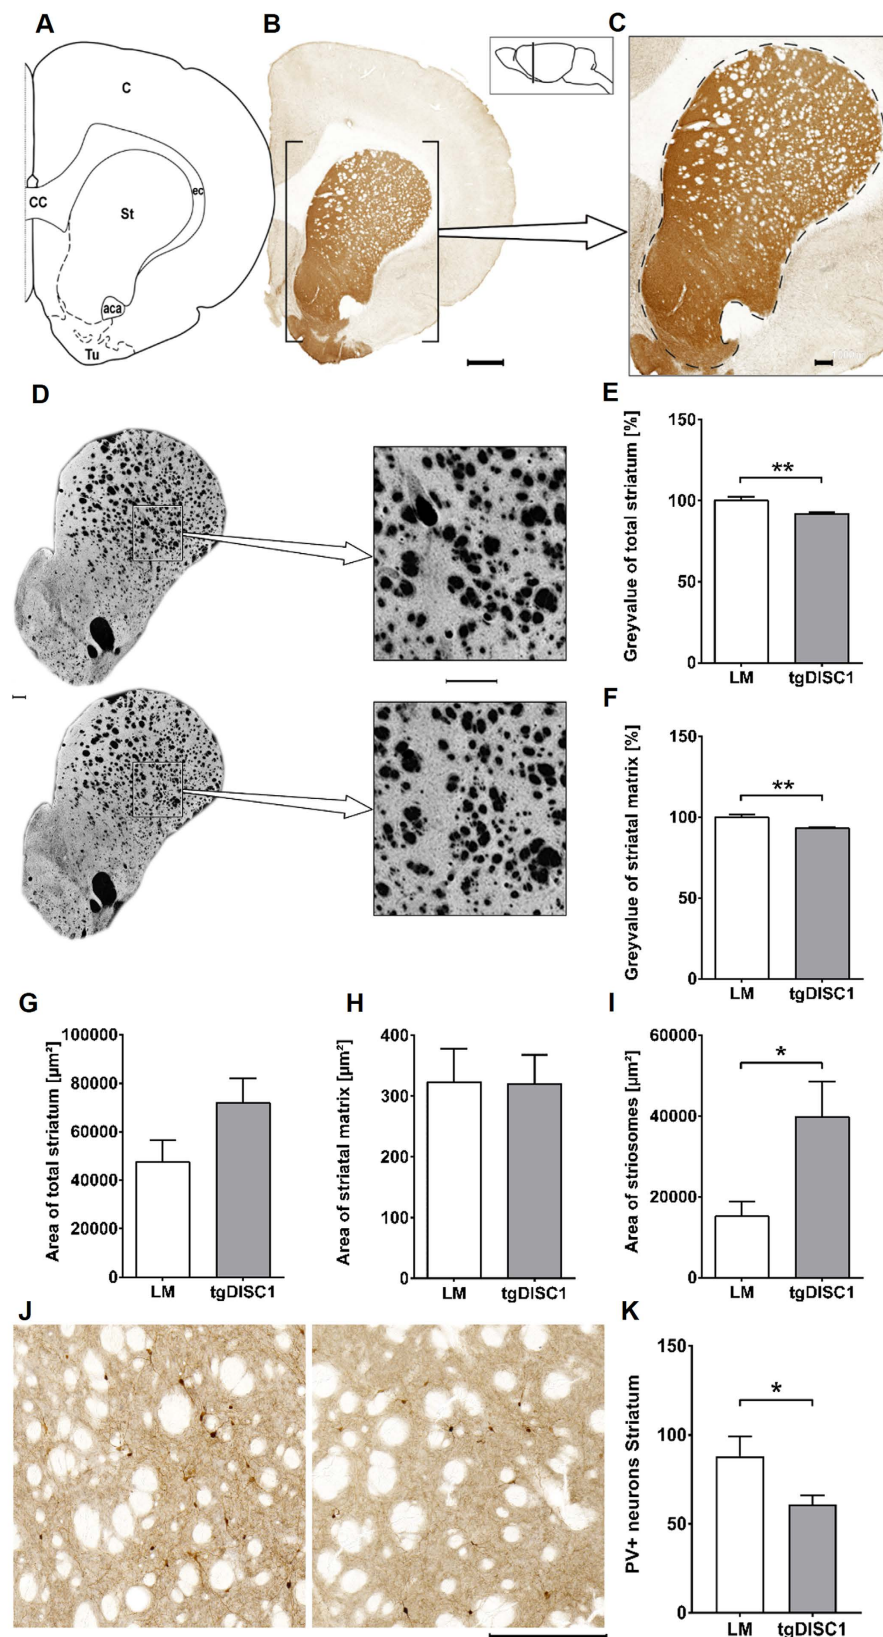 A
B
C
C
CC
ec
St
aca
Tu
D
E
Greyvalue of total striatum [%]
150
100
50
0
**
LM
tgDISC1
F
Greyvalue of striatal matrix [%]
150
100
50
0
**
LM
tgDISC1
G
Area of total striatum [µm²]
100000
80000
60000
40000
20000
0
LM
tgDISC1
H
Area of striatal matrix [µm²]
400
300
200
100
0
LM
tgDISC1
I
Area of striosomes [µm²]
60000
40000
20000
0
*
LM
tgDISC1
J
K
PV+ neurons Striatum
150
100
50
0
*
LM
tgDISC1